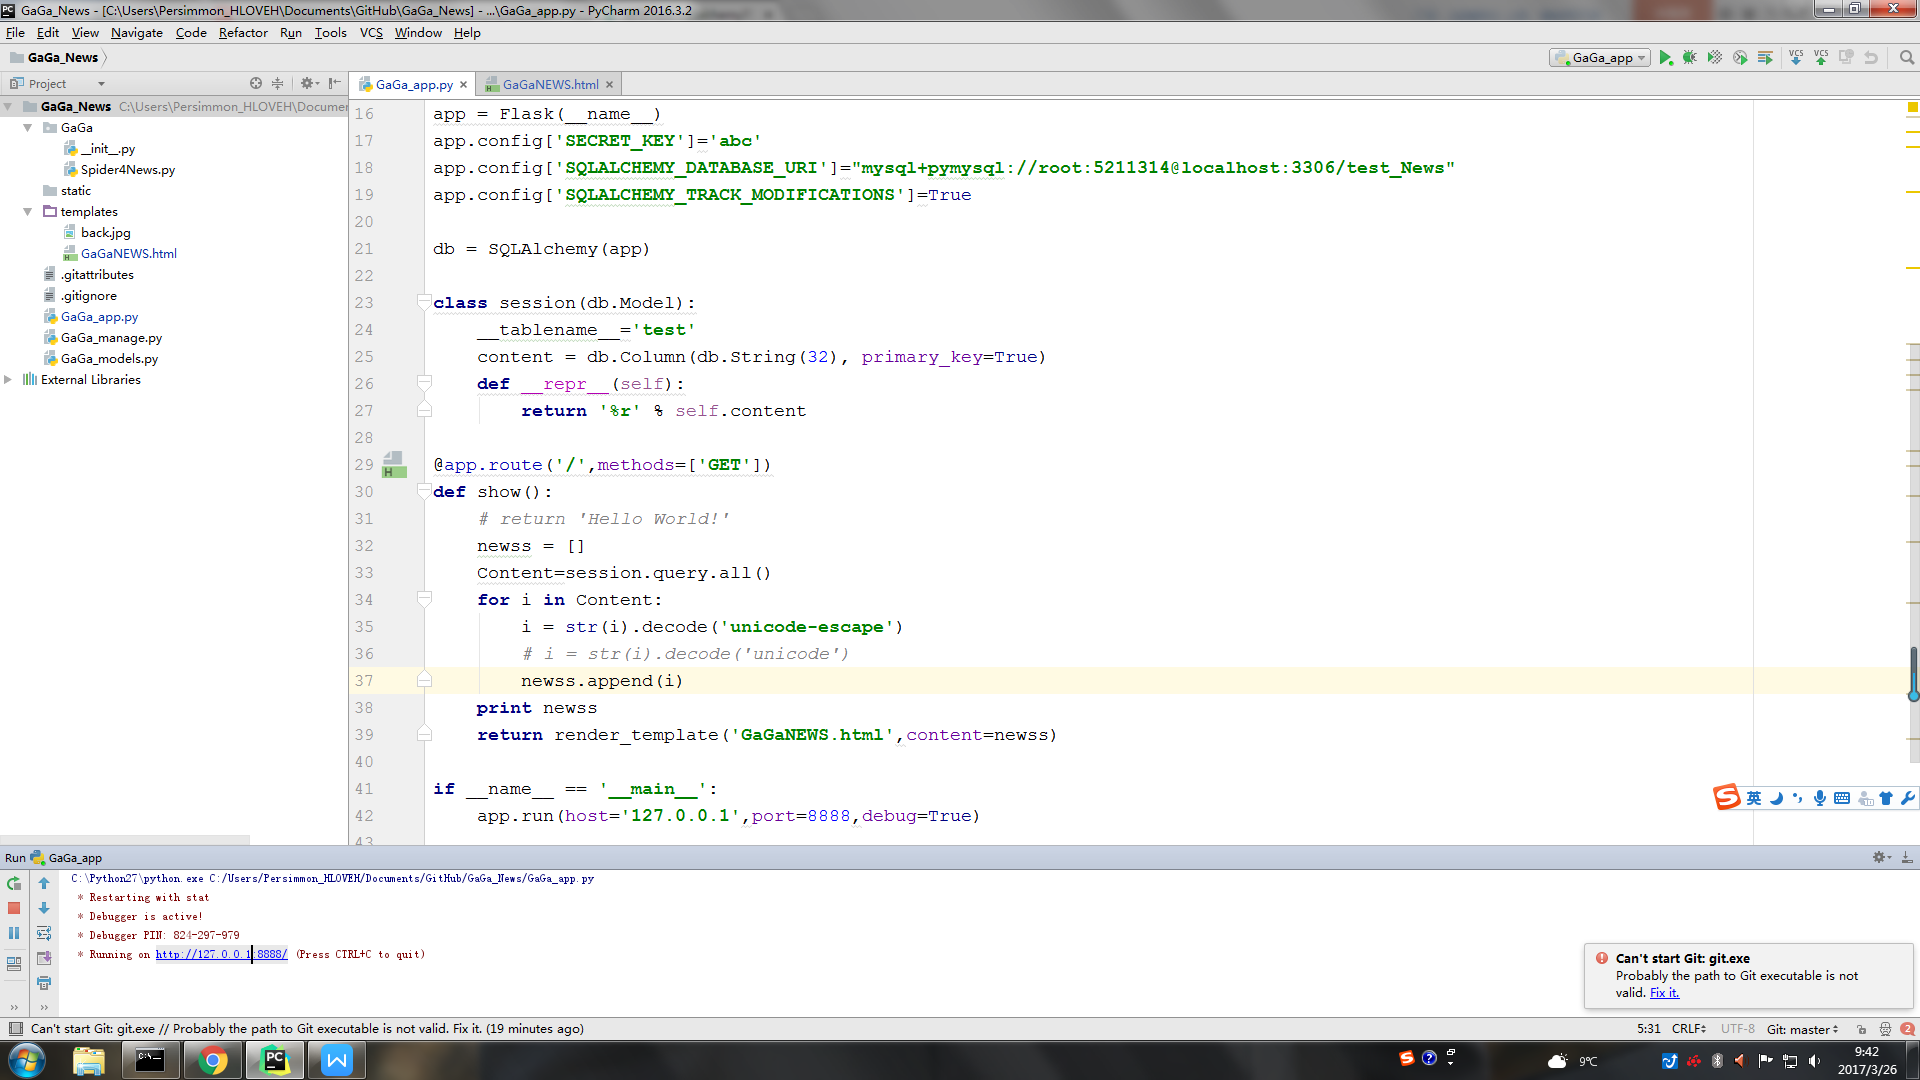 GaGa_News - [C:\Users\Persimmon_HLOVEH\Documents\GitHub\GaGa_News] - ...\GaGa_app.py - PyCharm 2016.3.2
File Edit View Navigate Code Refactor Run Tools VCS Window Help
GaGa_News
GaGa_app
VCS VCS
Project
GaGa_app.py
GaGaNEWS.html
GaGa_News C:\Users\Persimmon_HLOVEH\Documen
GaGa
__init__.py
Spider4News.py
static
templates
back.jpg
GaGaNEWS.html
.gitattributes
.gitignore
GaGa_app.py
GaGa_manage.py
GaGa_models.py
External Libraries
16 app = Flask(__name__)
17 app.config['SECRET_KEY']='abc'
18 app.config['SQLALCHEMY_DATABASE_URI']="mysql+pymysql://root:5211314@localhost:3306/test_News"
19 app.config['SQLALCHEMY_TRACK_MODIFICATIONS']=True
20
21 db = SQLAlchemy(app)
22
23 class session(db.Model):
24 __tablename__='test'
25 content = db.Column(db.String(32), primary_key=True)
26 def __repr__(self):
27 return '%r' % self.content
28
29 @app.route('/',methods=['GET'])
30 def show():
31 # return 'Hello World!'
32 newss = []
33 Content=session.query.all()
34 for i in Content:
35 i = str(i).decode('unicode-escape')
36 # i = str(i).decode('unicode')
37 newss.append(i)
38 print newss
39 return render_template('GaGaNEWS.html',content=newss)
40
41 if __name__ == '__main__':
42 app.run(host='127.0.0.1',port=8888,debug=True)
43
英
Run GaGa_app
C:\Python27\python.exe C:/Users/Persimmon_HLOVEH/Documents/GitHub/GaGa_News/GaGa_app.py
* Restarting with stat
* Debugger is active!
* Debugger PIN: 824-297-979
* Running on http://127.0.0.1:8888/ (Press CTRL+C to quit)
Can't start Git: git.exe
Probably the path to Git executable is not
valid. Fix it.
Can't start Git: git.exe // Probably the path to Git executable is not valid. Fix it. (19 minutes ago)
5:31 CRLF UTF-8 Git: master 2
9℃
9:42
2017/3/26